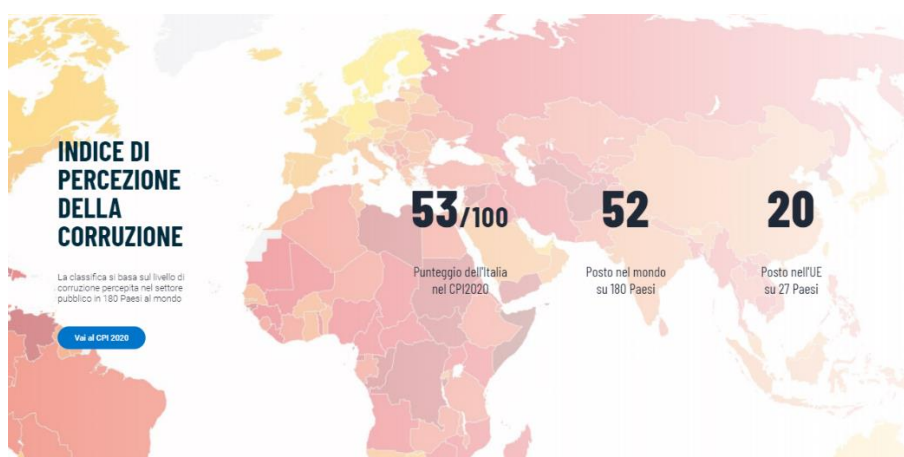 INDICE DI
PERCEZIONE
DELLA
CORRUZIONE
La classifica si basa sul livello di
corruzione percepita nel settore
pubblico in 180 Paesi al mondo
Vai al CPI 2020
53/100
Punteggio dell'Italia
nel CPI2020
52
Posto nel mondo
su 180 Paesi
20
Posto nell'UE
su 27 Paesi